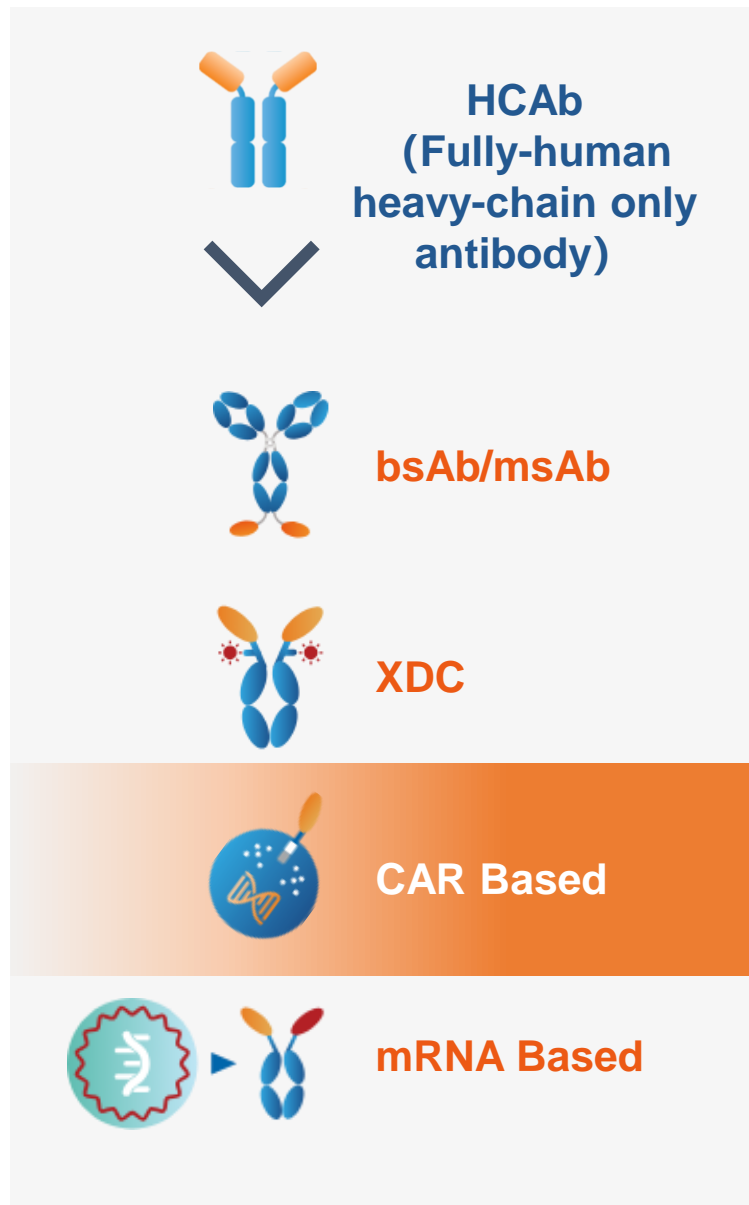 HCAb
（Fully-human
heavy-chain only
antibody）
bsAb/msAb
XDC
CAR Based
mRNA Based